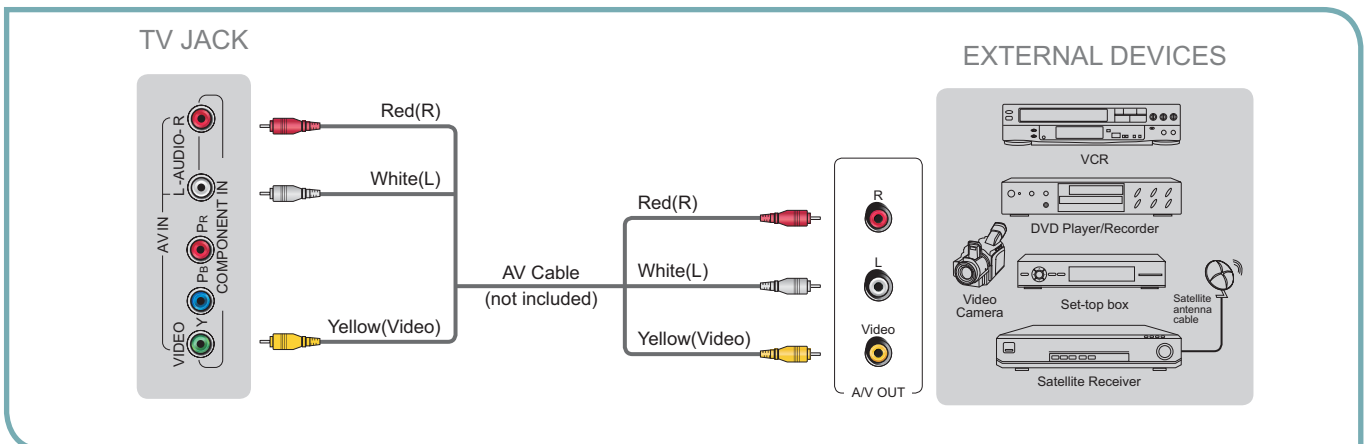 TV JACK
EXTERNAL DEVICES
AV IN
L -AUDIO- R
COMPONENT IN
PB PR
VIDEO
Y
Red(R)
White(L)
Yellow(Video)
AV Cable
(not included)
Red(R)
White(L)
Yellow(Video)
R
L
Video
A/V OUT
VCR
DVD Player/Recorder
Video
Camera
Set-top box
Satellite
antenna
cable
Satellite Receiver